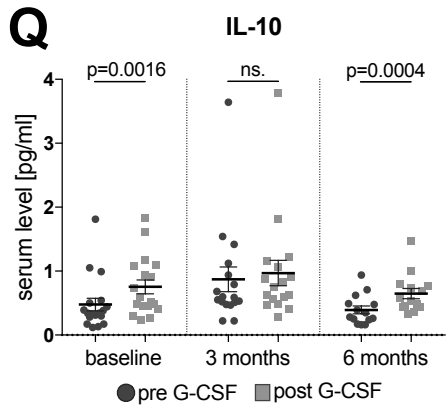 Q
IL-10
p=0.0016 ns. p=0.0004
serum level [pg/ml]
4
3
2
1
0
baseline 3 months 6 months
pre G-CSF post G-CSF